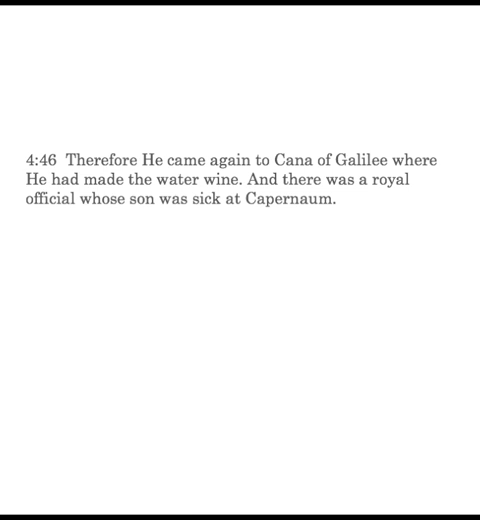 4:46  Therefore He came again to Cana of Galilee where
He had made the water wine. And there was a royal
official whose son was sick at Capernaum.